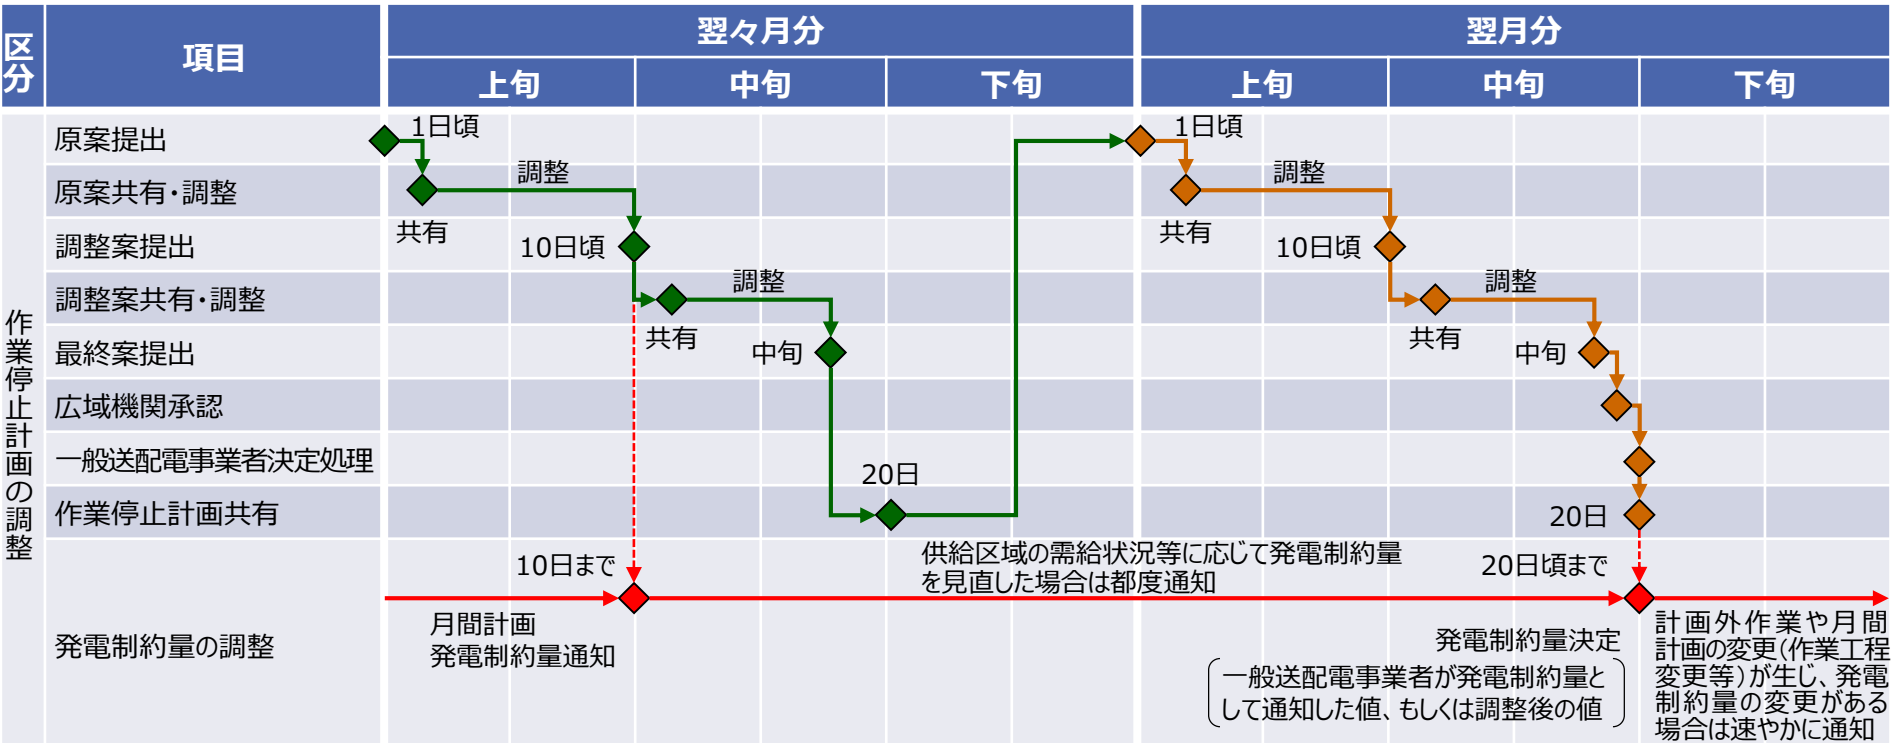 区分
項目
翌々月分
翌月分
上旬
中旬
下旬
上旬
中旬
下旬
作業停止計画の調整
原案提出
1日頃
1日頃
原案共有・調整
調整
調整
共有
共有
調整案提出
10日頃
10日頃
調整案共有・調整
調整
調整
共有
共有
最終案提出
中旬
中旬
広域機関承認
一般送配電事業者決定処理
20日
作業停止計画共有
20日
発電制約量の調整
10日まで
月間計画
発電制約量通知
供給区域の需給状況等に応じて発電制約量
を見直した場合は都度通知
20日頃まで
発電制約量決定
一般送配電事業者が発電制約量と
して通知した値、もしくは調整後の値
計画外作業や月間
計画の変更（作業工程
変更等）が生じ、発電
制約量の変更がある
場合は速やかに通知